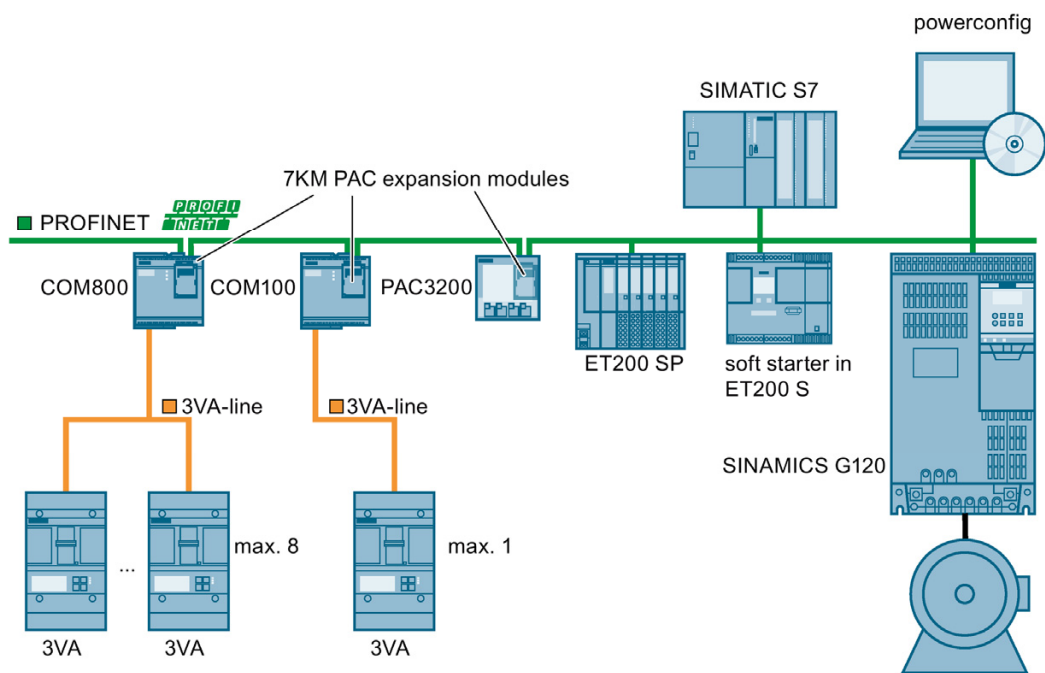 powerconfig
SIMATIC S7
7KM PAC expansion modules
PROFINET
PROFI
NET
COM800
COM100
PAC3200
ET200 SP
soft starter in
ET200 S
3VA-line
3VA-line
SINAMICS G120
max. 8
max. 1
...
3VA
3VA
3VA